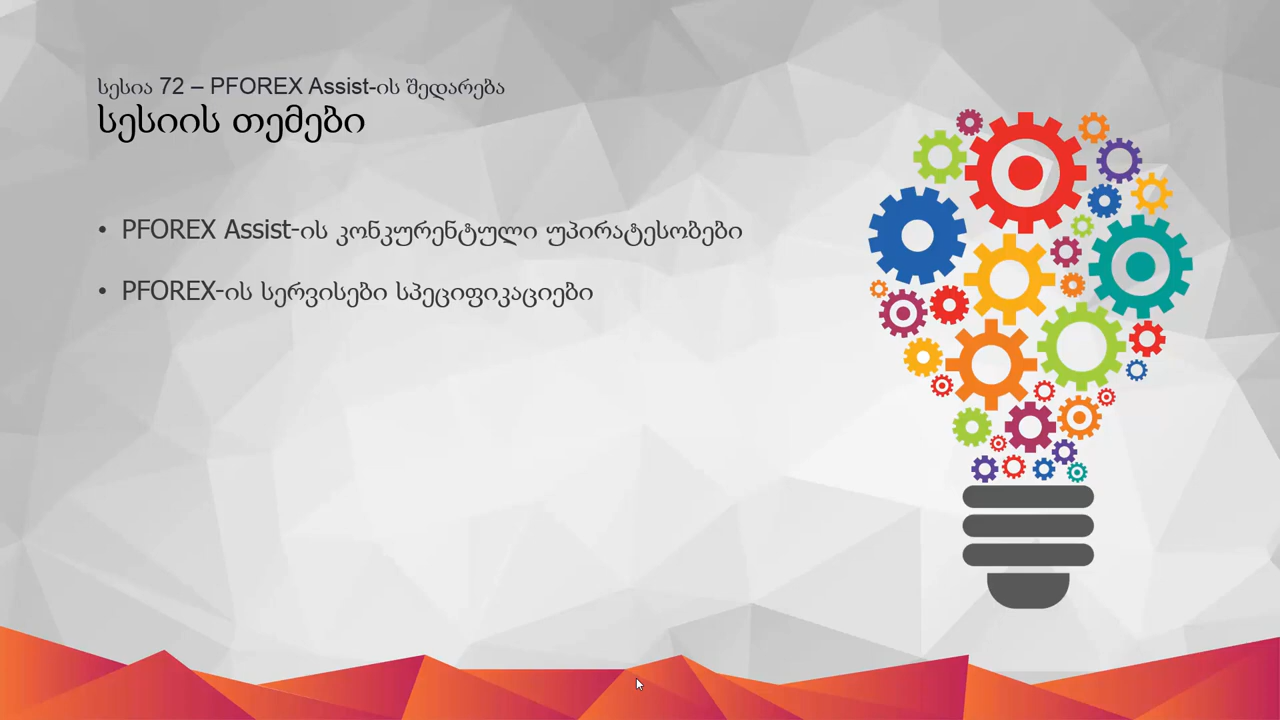 სესია 72 – PFOREX Assist-ის შედარება
სესიის თემები
• PFOREX Assist-ის კონკურენტული უპირატესობები
• PFOREX-ის სერვისები სპეციფიკაციები